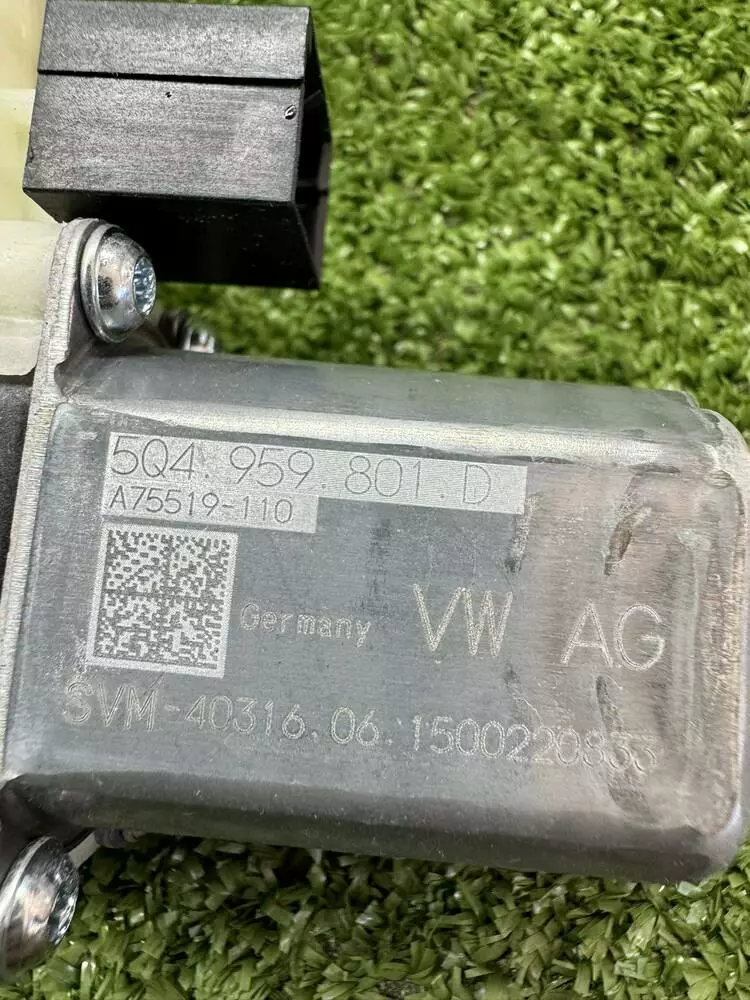 5Q4.959.801.D
A75519-110
Germany VW AG
SVM-40316.06.1500220833